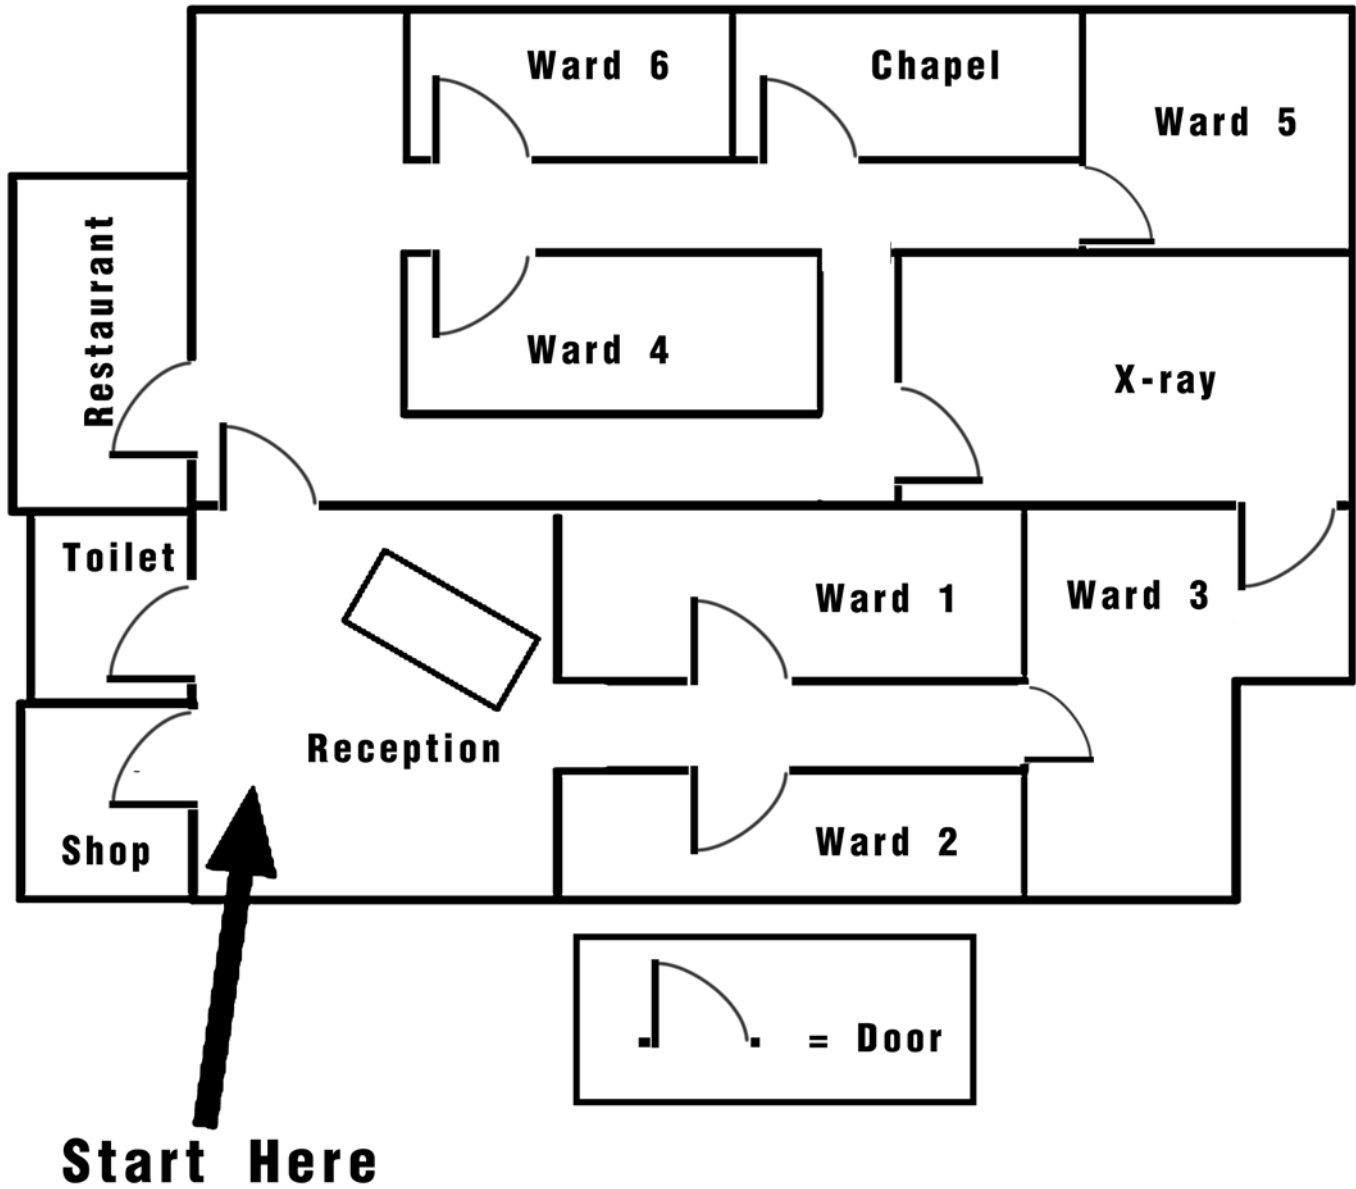 Ward 6
Chapel
Ward 5
Restaurant
Ward 4
X-ray
Toilet
Ward 1
Ward 3
Reception
Shop
Ward 2
= Door
Start Here